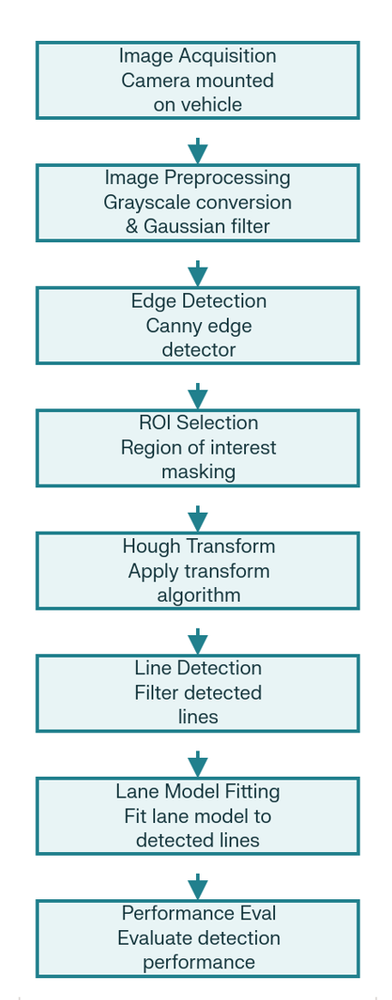 Image Acquisition
Camera mounted
on vehicle
Image Preprocessing
Grayscale conversion
& Gaussian filter
Edge Detection
Canny edge
detector
ROI Selection
Region of interest
masking
Hough Transform
Apply transform
algorithm
Line Detection
Filter detected
lines
Lane Model Fitting
Fit lane model to
detected lines
Performance Eval
Evaluate detection
performance